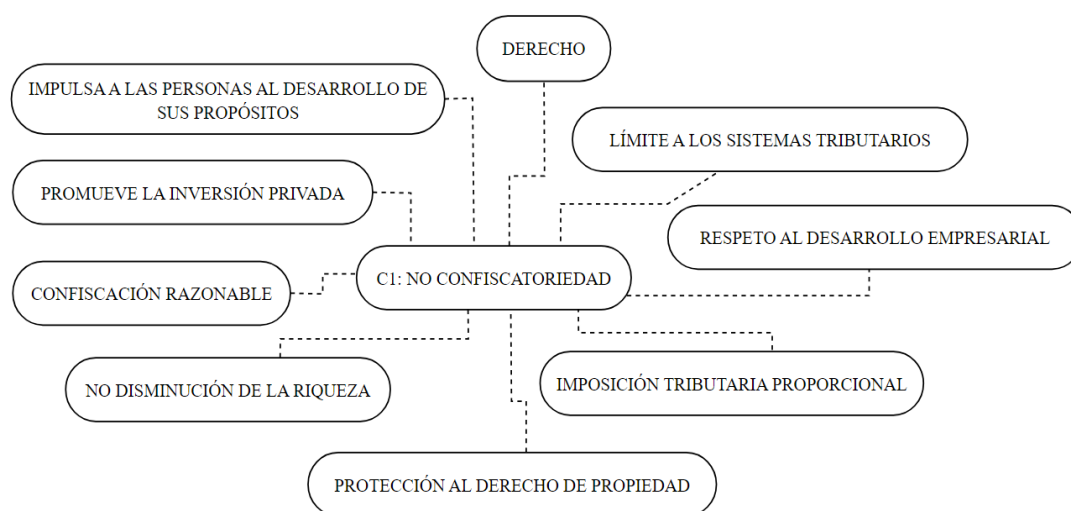 DERECHO
IMPULSA A LAS PERSONAS AL DESARROLLO DE
SUS PROPÓSITOS
LÍMITE A LOS SISTEMAS TRIBUTARIOS
PROMUEVE LA INVERSIÓN PRIVADA
RESPETO AL DESARROLLO EMPRESARIAL
C1: NO CONFISCATORIEDAD
CONFISCACIÓN RAZONABLE
NO DISMINUCIÓN DE LA RIQUEZA
IMPOSICIÓN TRIBUTARIA PROPORCIONAL
PROTECCIÓN AL DERECHO DE PROPIEDAD